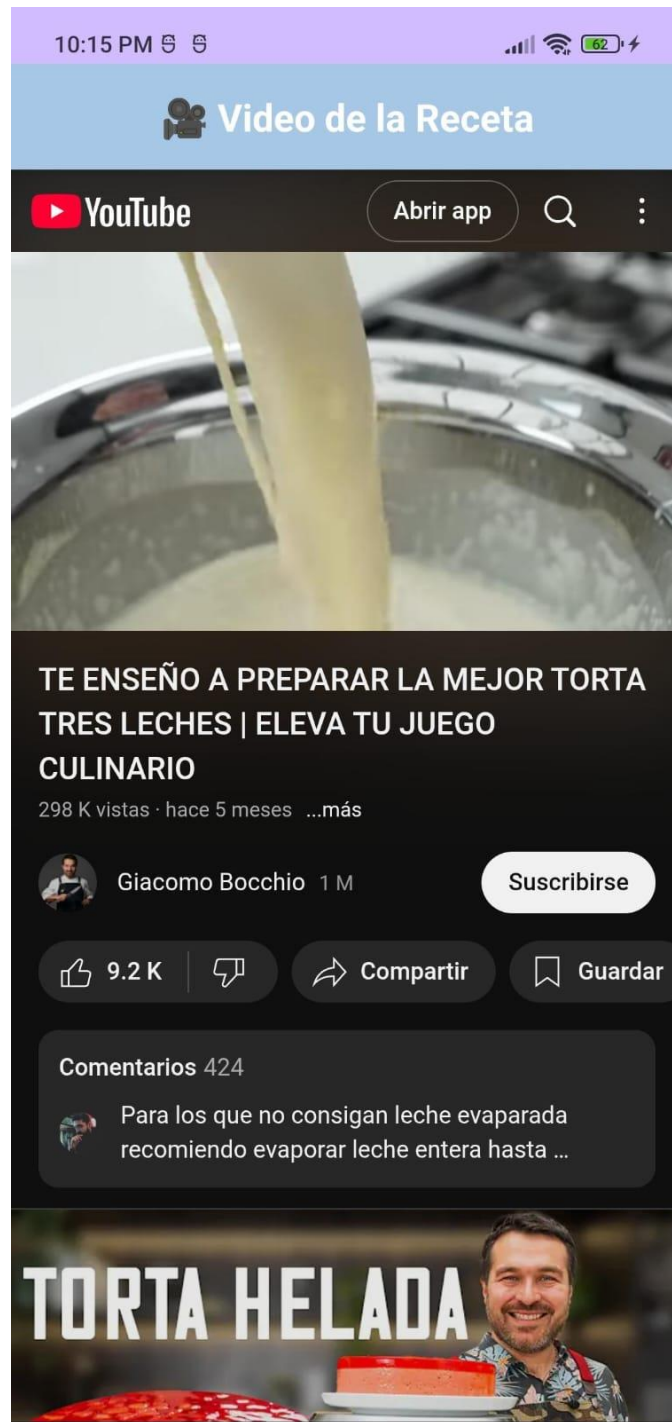 10:15 PM
62
🎥 Video de la Receta
YouTube
Abrir app
TE ENSEÑO A PREPARAR LA MEJOR TORTA
TRES LECHES | ELEVA TU JUEGO
CULINARIO
298 K vistas · hace 5 meses ...más
Giacomo Bocchio 1 M
Suscribirse
9.2 K
Compartir
Guardar
Comentarios 424
Para los que no consigan leche evaparada
recomiendo evaporar leche entera hasta ...
TORTA HELADA